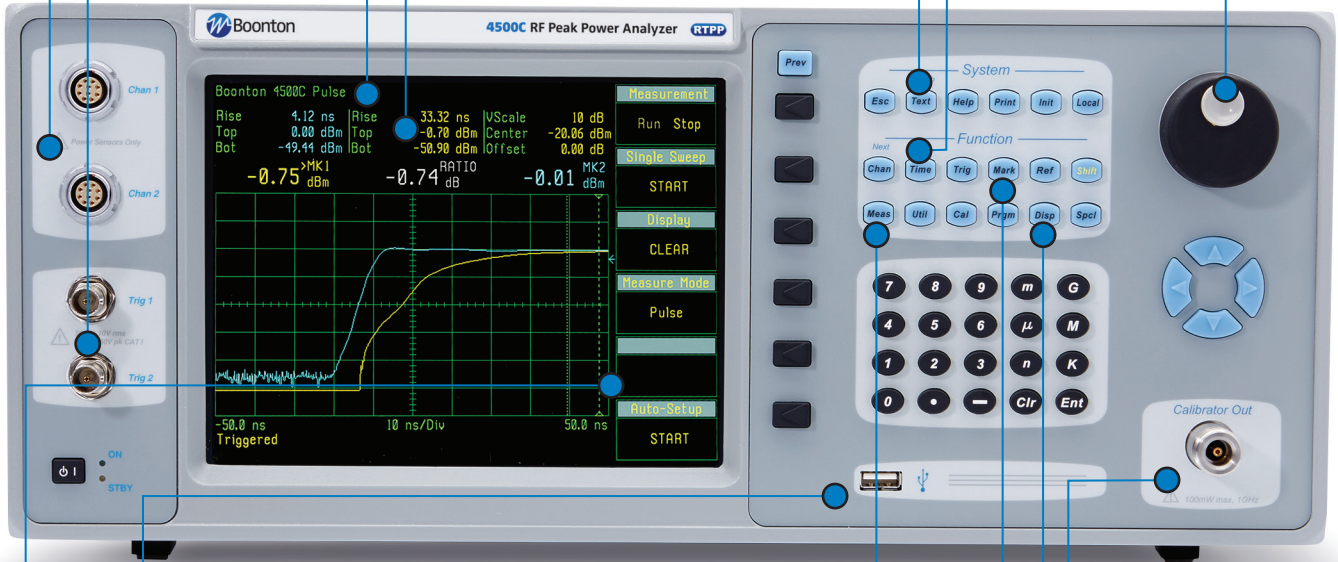 Boonton
4500C RF Peak Power Analyzer RTPP
Chan 1
Power Sensors Only
Chan 2
Trig 1
Trig 2
ON
STBY
Boonton 4500C Pulse
Rise 4.12 ns Rise 33.32 ns VScale 10 dB
Top 0.00 dBm Top -0.70 dBm Center -20.06 dBm
Bot -49.44 dBm Bot -50.90 dBm Offset 0.00 dB
>MK1 RATIO MK2
-0.75 dBm -0.74 dB -0.01 dBm
-50.0 ns 10 ns/Div 50.0 ns
Triggered
Measurement
Run Stop
Single Sweep
START
Display
CLEAR
Measure Mode
Pulse
Auto-Setup
START
Prev
System
Esc Text Help Print Init Local
Function
Next
Chan Time Trig Mark Ref Shift
Meas Util Cal Prgm Disp Spcl
7 8 9 m G
4 5 6 μ M
1 2 3 n K
0 • − Clr Ent
Calibrator Out
100mW max, 1GHz